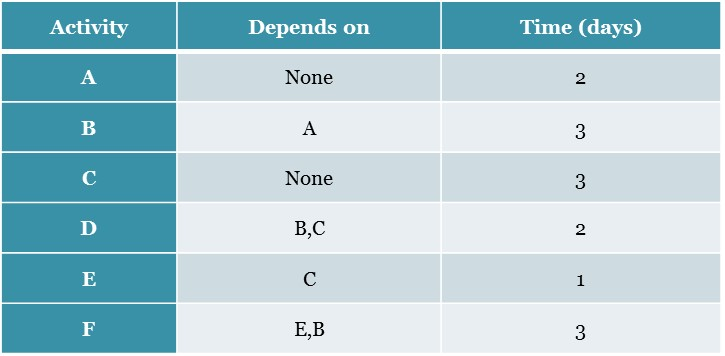 Activity Depends on Time (days)
A None 2
B A 3
C None 3
D B,C 2
E C 1
F E,B 3